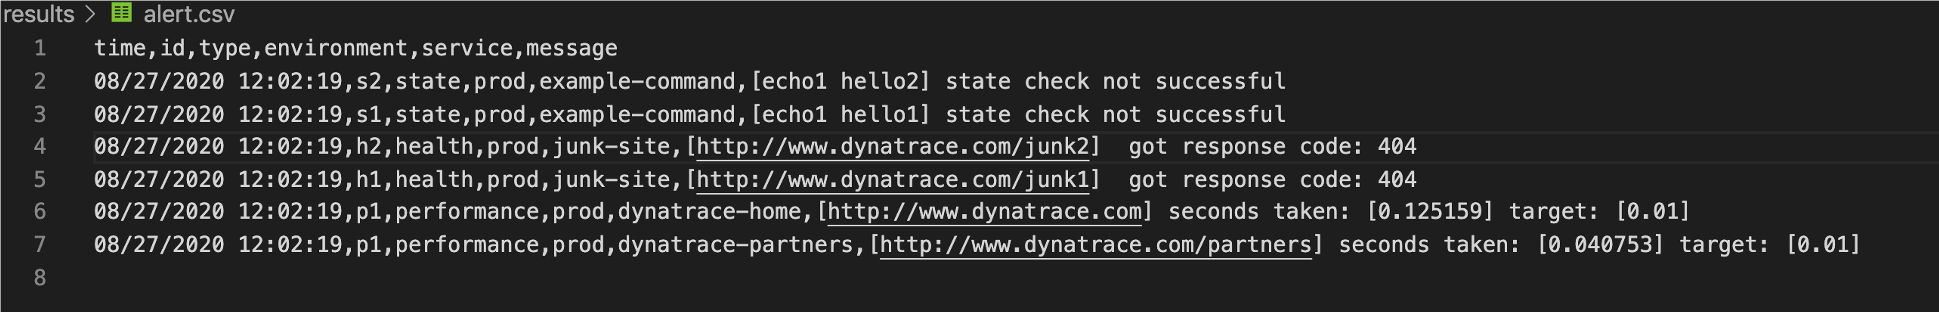 results > alert.csv
1 time,id,type,environment,service,message
2 08/27/2020 12:02:19,s2,state,prod,example-command,[echo1 hello2] state check not successful
3 08/27/2020 12:02:19,s1,state,prod,example-command,[echo1 hello1] state check not successful
4 08/27/2020 12:02:19,h2,health,prod,junk-site,[http://www.dynatrace.com/junk2]  got response code: 404
5 08/27/2020 12:02:19,h1,health,prod,junk-site,[http://www.dynatrace.com/junk1]  got response code: 404
6 08/27/2020 12:02:19,p1,performance,prod,dynatrace-home,[http://www.dynatrace.com] seconds taken: [0.125159] target: [0.01]
7 08/27/2020 12:02:19,p1,performance,prod,dynatrace-partners,[http://www.dynatrace.com/partners] seconds taken: [0.040753] target: [0.01]
8